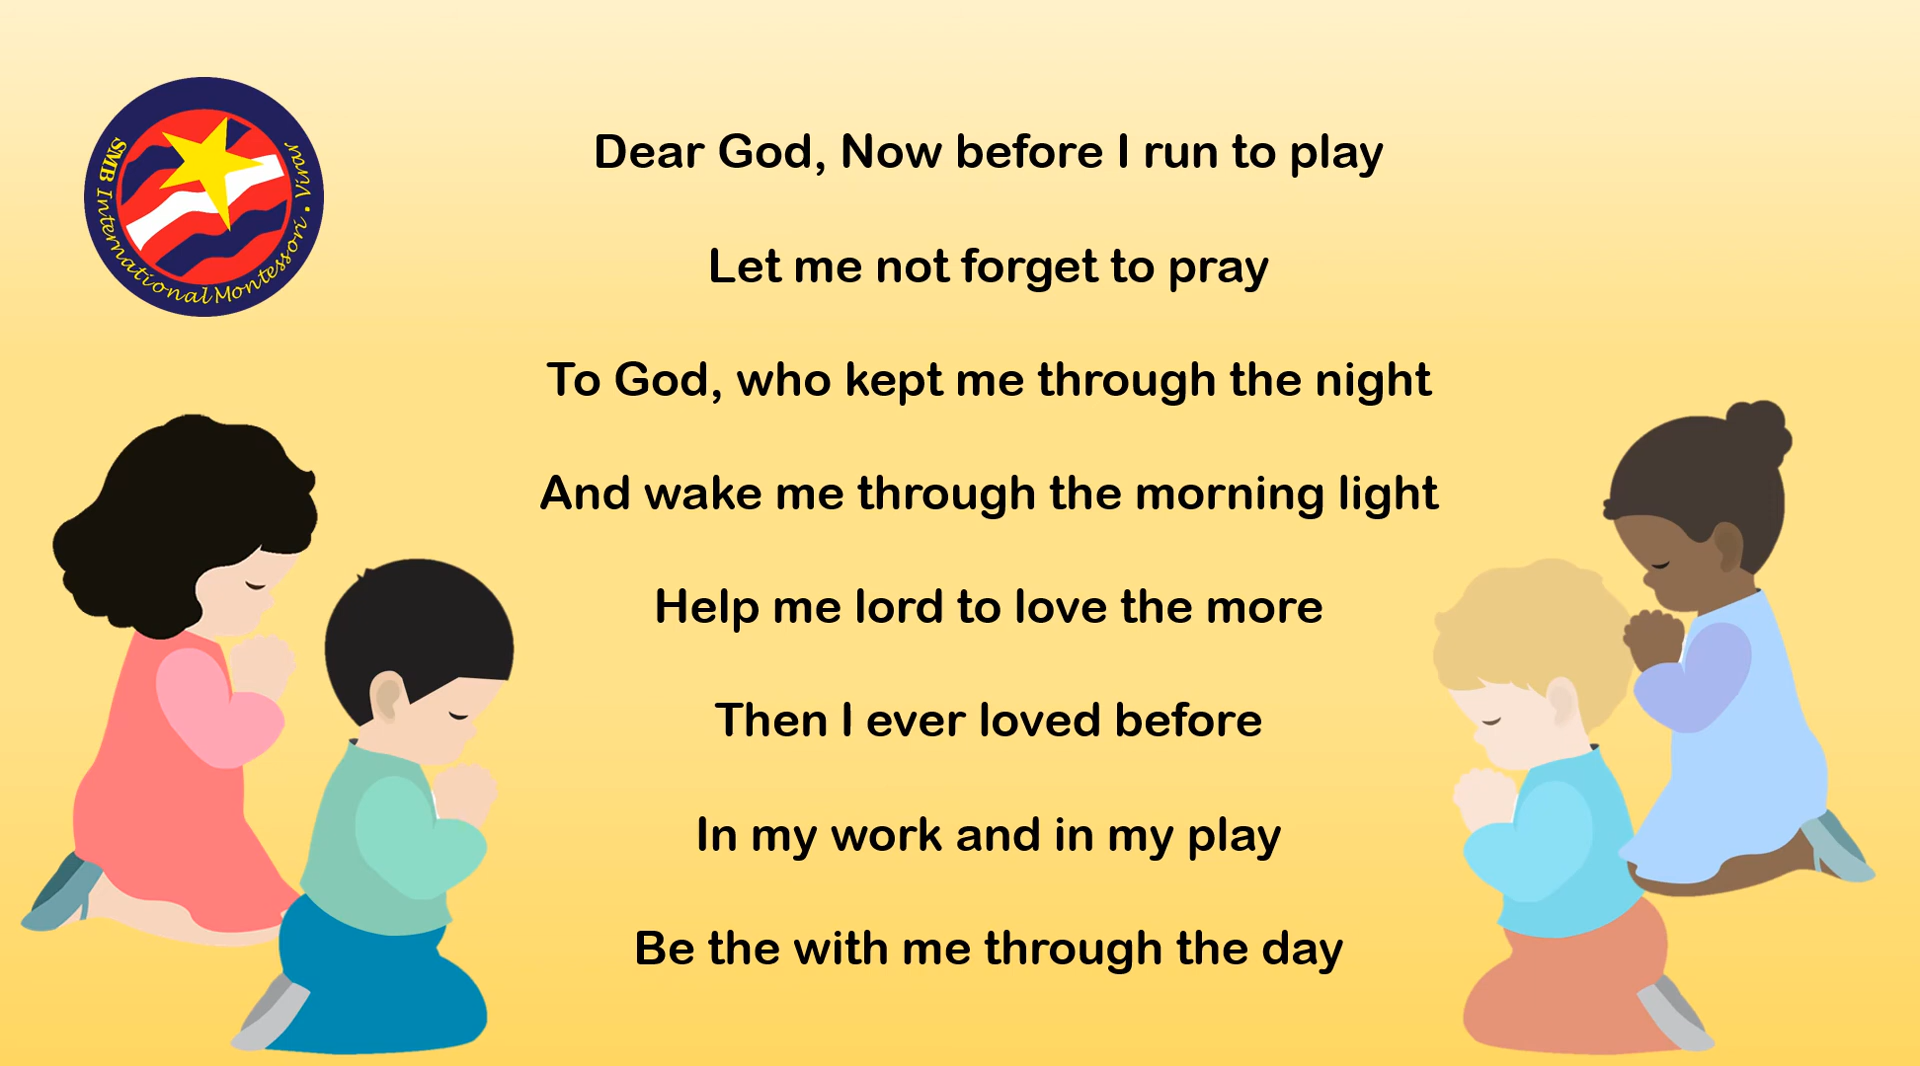 SMB International Montessori . Virar
Dear God, Now before I run to play
Let me not forget to pray
To God, who kept me through the night
And wake me through the morning light
Help me lord to love the more
Then I ever loved before
In my work and in my play
Be the with me through the day